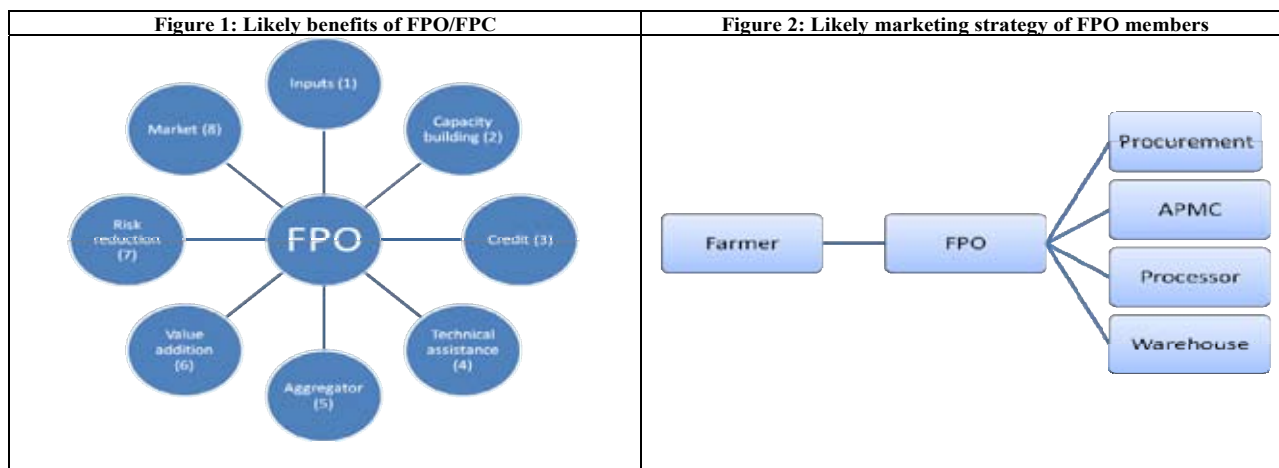 Figure 1: Likely benefits of FPO/FPC
Figure 2: Likely marketing strategy of FPO members
Inputs (1)
Capacity
building (2)
Credit (3)
Technical
assistance
(4)
Aggregator
(5)
Value
addition
(6)
Risk
reduction
(7)
Market (8)
FPO
Farmer
FPO
Procurement
APMC
Processor
Warehouse